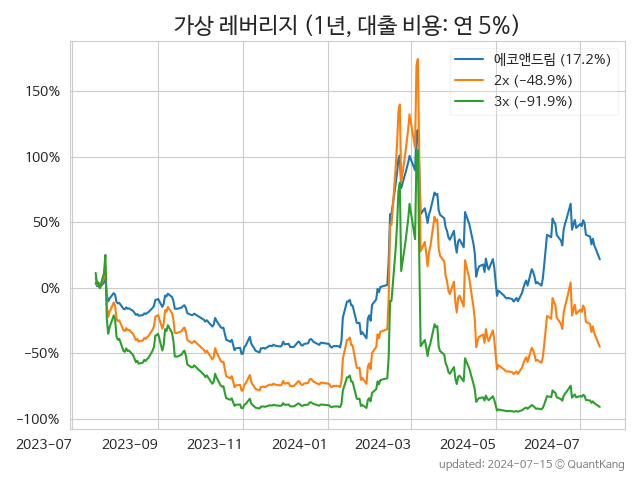 가상 레버리지 (1년, 대출 비용: 연 5%)
에코앤드림 (17.2%)
2x (−48.9%)
3x (−91.9%)
150%
100%
50%
0%
−50%
−100%
2023-07 2023-09 2023-11 2024-01 2024-03 2024-05 2024-07
updated: 2024-07-15 © QuantKang